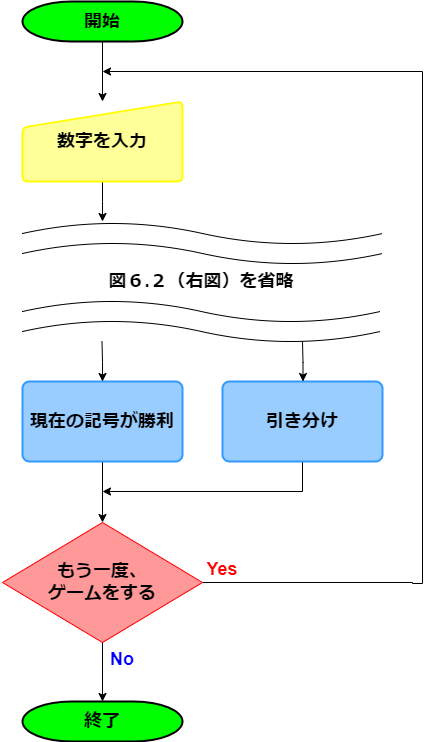 開始
数字を入力
図６.２（右図）を省略
現在の記号が勝利
引き分け
もう一度、
ゲームをする
Yes
No
終了